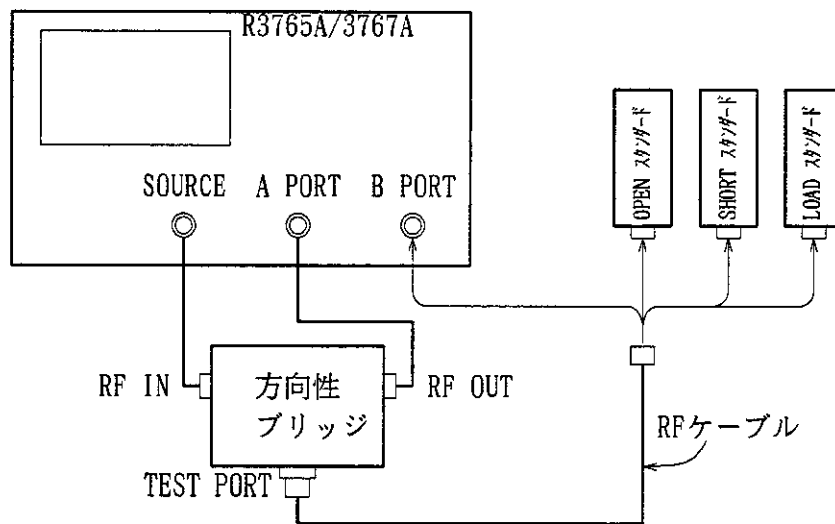 R3765A/3767A
SOURCE
A PORT
B PORT
OPEN スタンダード
SHORT スタンダード
LOAD スタンダード
RF IN
方向性
ブリッジ
RF OUT
RFケーブル
TEST PORT